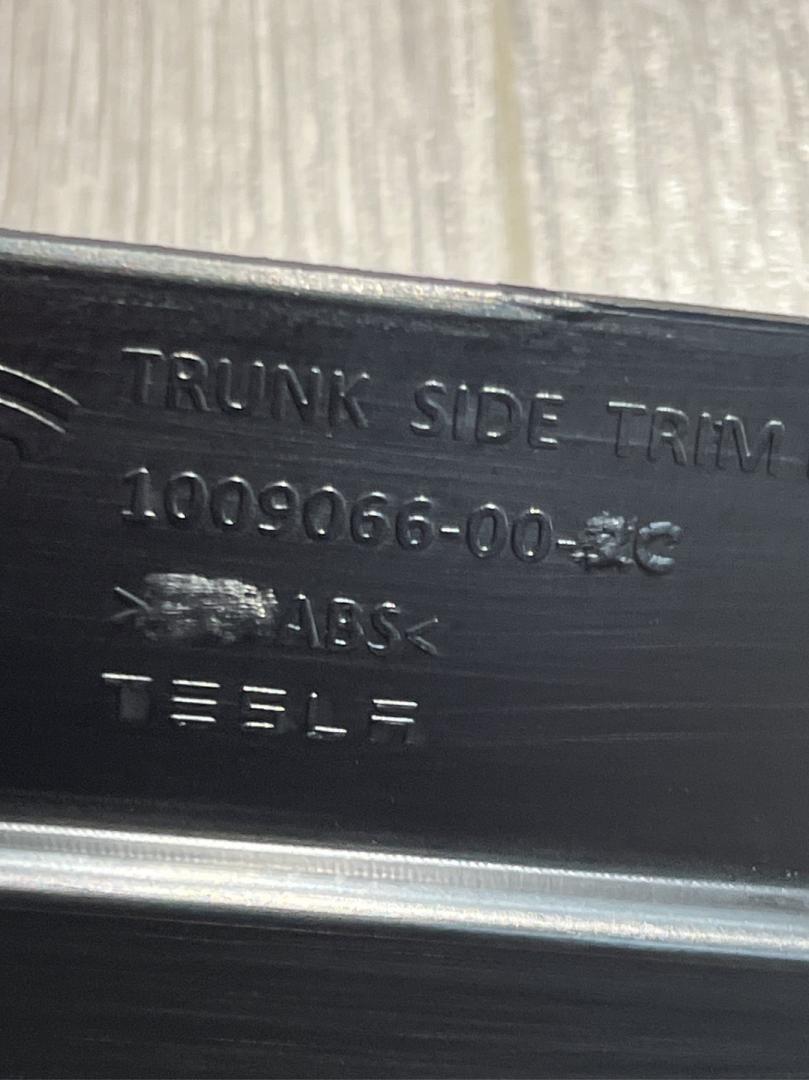 TRUNK SIDE TRIM
1009066-00-
ABS<
TESLA